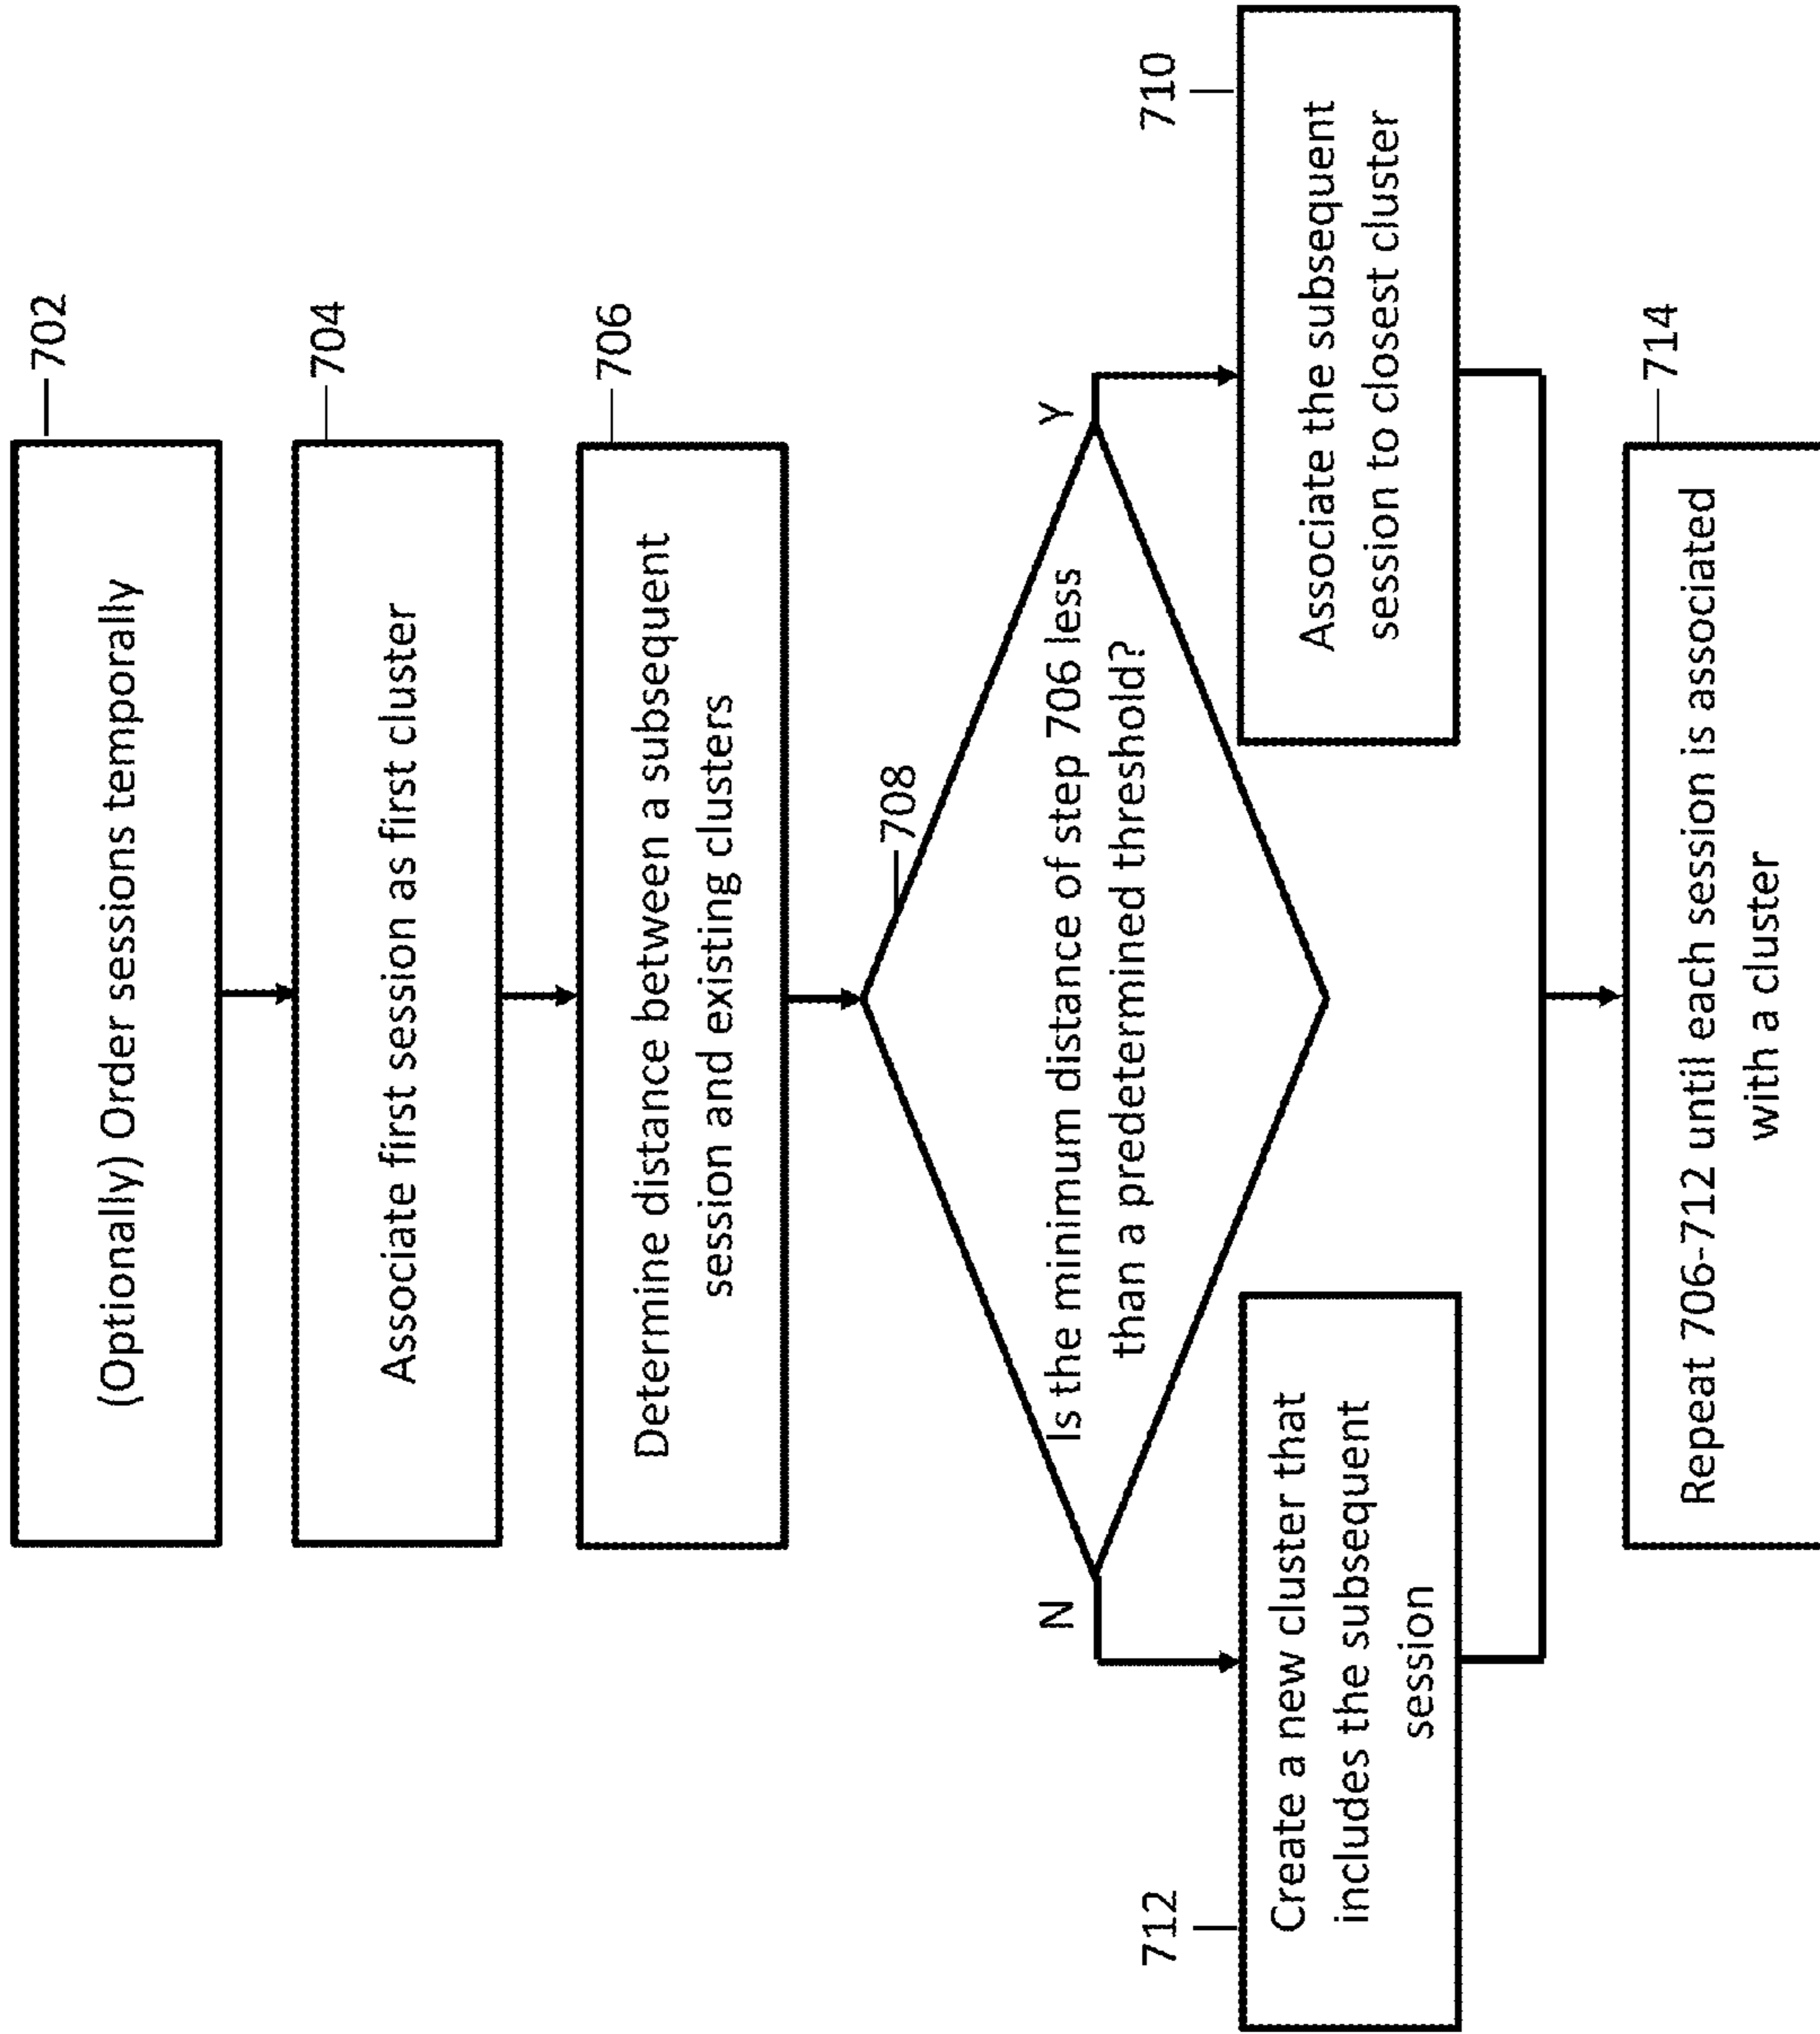 702
(Optionally) Order sessions temporally
704
Associate first session as first cluster
706
Determine distance between a subsequent
session and existing clusters
708
Is the minimum distance of step 706 less
than a predetermined threshold?
N
Y
712
Create a new cluster that
includes the subsequent
session
710
Associate the subsequent
session to closest cluster
714
Repeat 706-712 until each session is associated
with a cluster